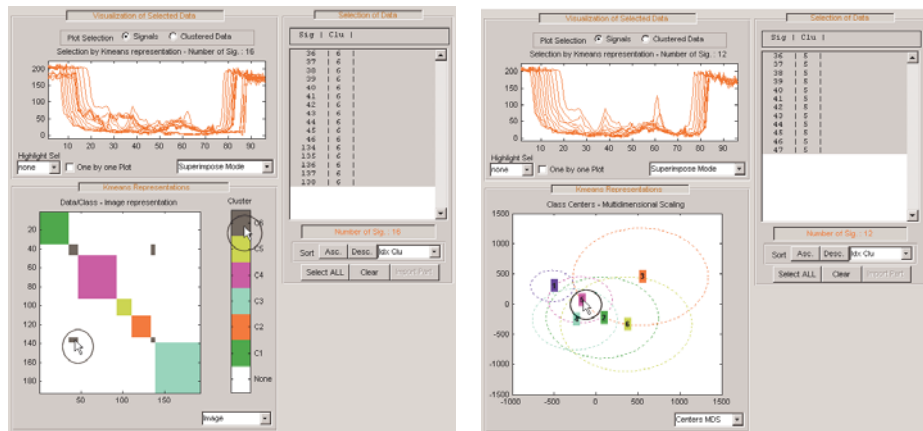 Visualization of Selected Data
Plot Selection Signals Clustered Data
Selection by Kmeans representation - Number of Sig. : 16
200
150
100
50
0
10 20 30 40 50 60 70 80 90
Highlight Sel
none One by one Plot Superimpose Mode
Kmeans Representations
Data/Class - Image representation
Cluster
20
40
60
80
100
120
140
160
180
50 100 150
C6
C5
C4
C3
C2
C1
None
Image
Selection of Data
Sig | Clu |
36 | 6 |
37 | 6 |
38 | 6 |
39 | 6 |
40 | 6 |
41 | 6 |
42 | 6 |
43 | 6 |
44 | 6 |
45 | 6 |
46 | 6 |
134 | 6 |
135 | 6 |
136 | 6 |
137 | 6 |
138 | 6 |
Number of Sig. : 16
Sort Asc. Desc. Idx Clu
Select ALL Clear Import Part.
Visualization of Selected Data
Plot Selection Signals Clustered Data
Selection by Kmeans representation - Number of Sig. : 12
200
150
100
50
0
10 20 30 40 50 60 70 80 90
Highlight Sel
none One by one Plot Superimpose Mode
Kmeans Representations
Class Centers - Multidimensional Scaling
1500
1000
500
0
-500
-1000
-1500
-1000 -500 0 500 1000 1500
3
2
6
Centers MDS
Selection of Data
Sig | Clu |
36 | 5 |
37 | 5 |
38 | 5 |
39 | 5 |
40 | 5 |
41 | 5 |
42 | 5 |
43 | 5 |
44 | 5 |
45 | 5 |
46 | 5 |
47 | 5 |
Number of Sig. : 12
Sort Asc. Desc. Idx Clu
Select ALL Clear Import Part.